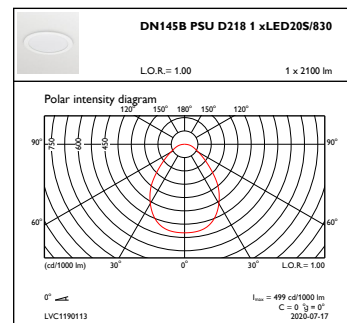 DN145B PSU D218 1 xLED20S/830
L.O.R.= 1.00 1 x 2100 lm
Polar intensity diagram
120° 150° 180° 150° 120°
90° 750 600 450 90°
60° 60°
(cd/1000 lm) 30° 0° 30° L.O.R.= 1.00
0° Imax = 499 cd/1000 lm
C = 0 °g = 0°
LVC1190113 2020-07-17